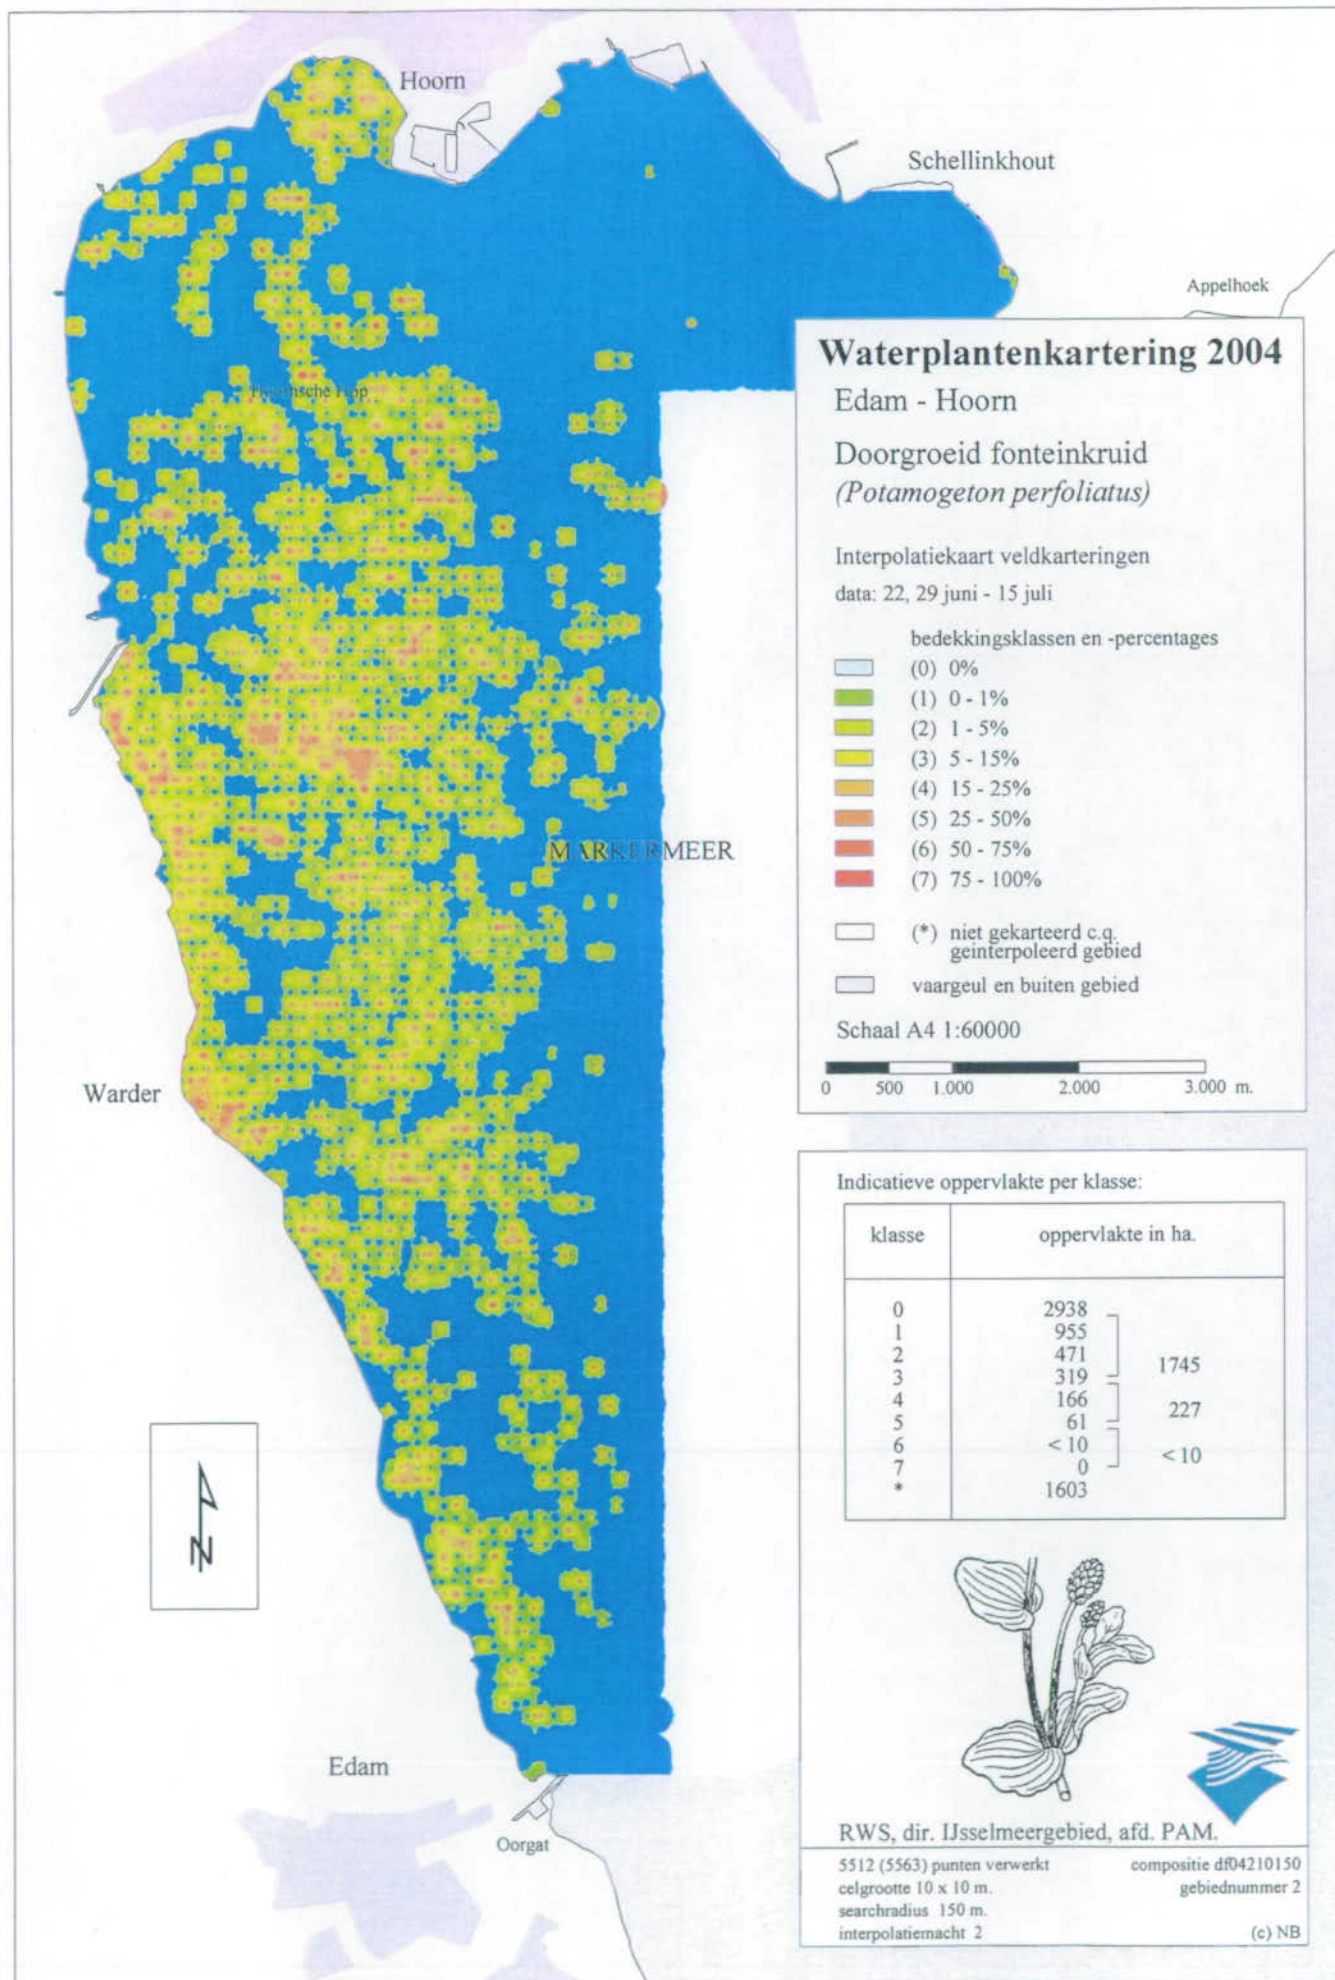 Hoorn
Schellinkhout
Appelhoek
Hoornsche Hop
MARKERMEER
Warder
Edam
Oorgat
N
Waterplantenkartering 2004
Edam - Hoorn
Doorgroeid fonteinkruid
(Potamogeton perfoliatus)
Interpolatiekaart veldkarteringen
data: 22, 29 juni - 15 juli
bedekkingsklassen en -percentages
(0) 0%
(1) 0 - 1%
(2) 1 - 5%
(3) 5 - 15%
(4) 15 - 25%
(5) 25 - 50%
(6) 50 - 75%
(7) 75 - 100%
(*) niet gekarteerd c.q.
geinterpoleerd gebied
vaargeul en buiten gebied
Schaal A4 1:60000
0 500 1.000 2.000 3.000 m.
Indicatieve oppervlakte per klasse:
klasse oppervlakte in ha.
0 2938
1 955
2 471 1745
3 319
4 166 227
5 61
6 < 10 < 10
7 0
* 1603
RWS, dir. IJsselmeergebied, afd. PAM.
5512 (5563) punten verwerkt compositie df04210150
celgrootte 10 x 10 m. gebiednummer 2
searchradius 150 m.
interpolatiemacht 2 (c) NB